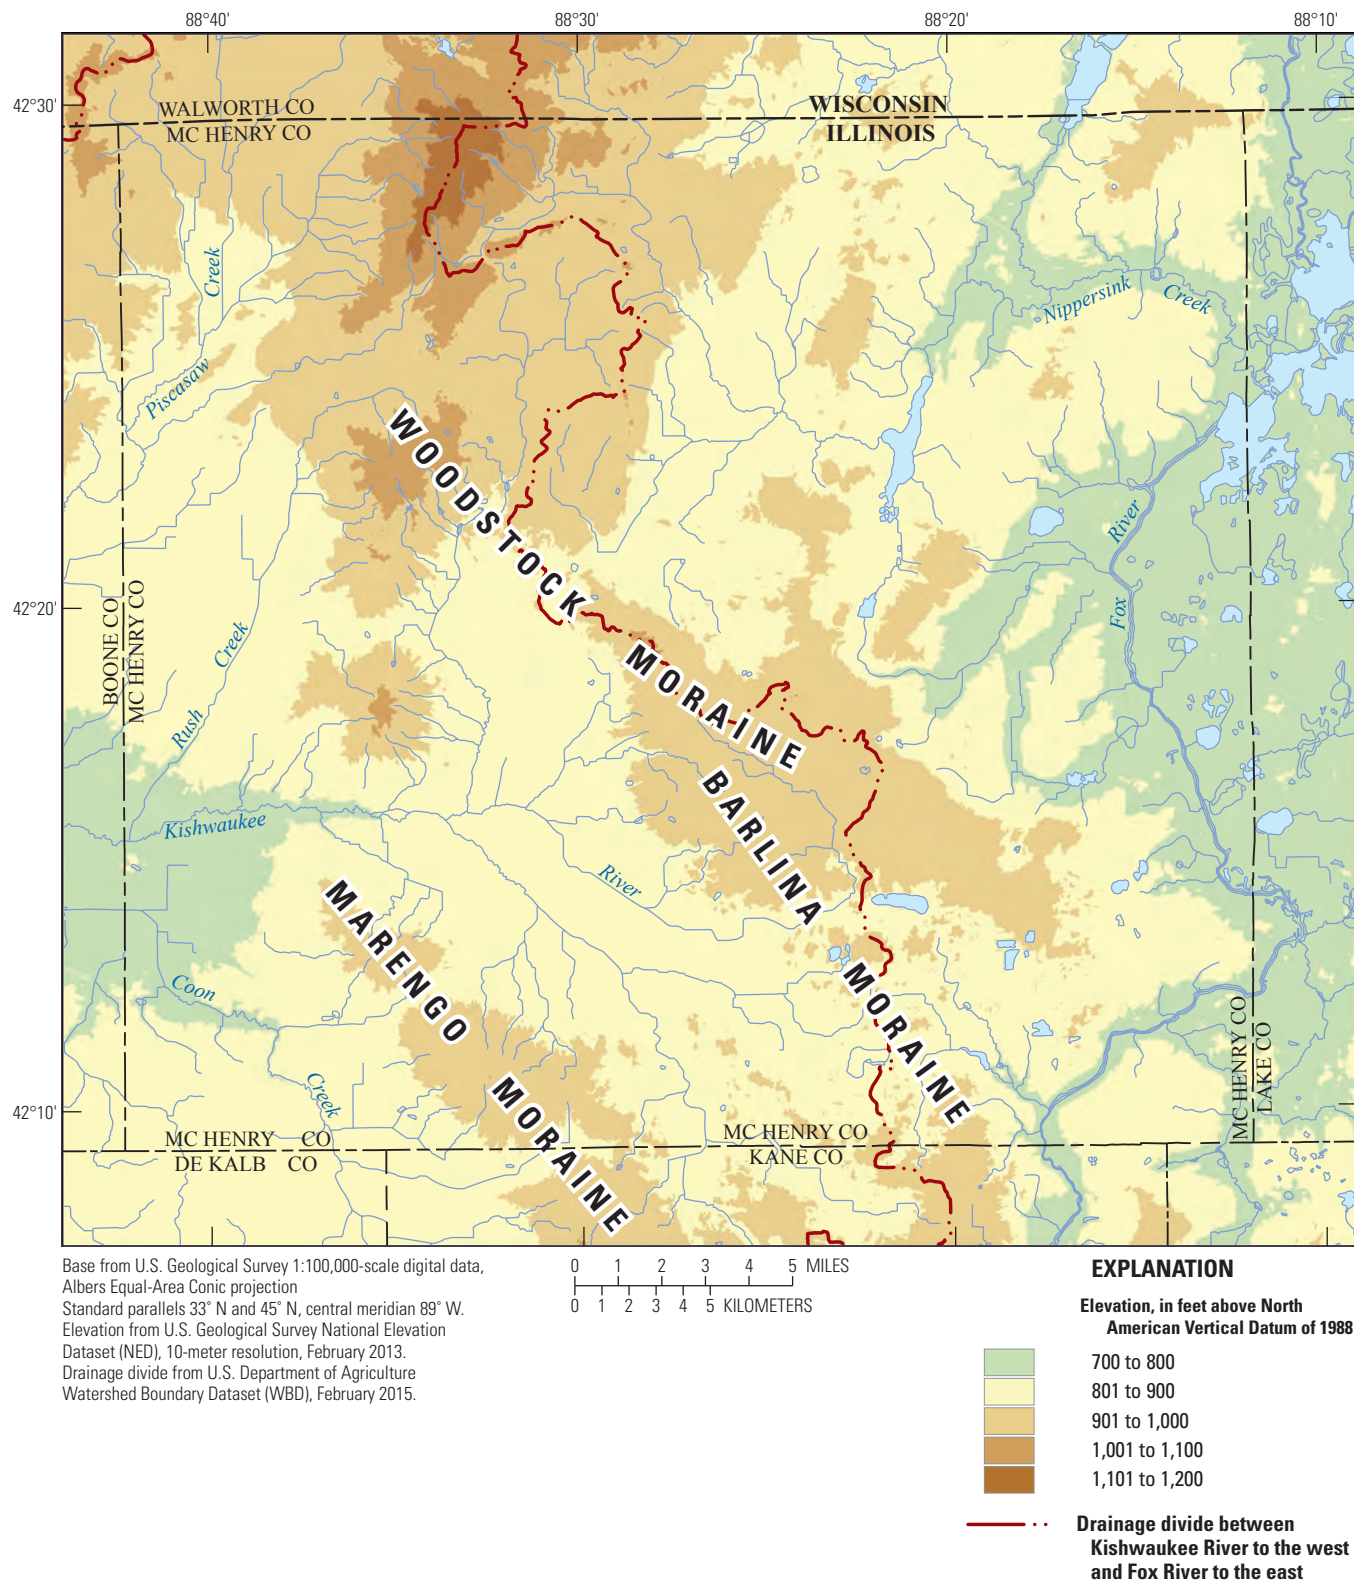 88°40'
88°30'
88°20'
88°10'
42°30'
WALWORTH CO
MC HENRY CO
WISCONSIN
ILLINOIS
Creek
Piscasaw
Nippersink
Creek
WOODSTOCK
MORAINE
River
Fox
42°20'
BOONE CO
MC HENRY CO
Creek
Rush
Kishwaukee
River
BARLINA
MORAINE
MARENGO
MORAINE
Coon
Creek
MC HENRY CO
LAKE CO
42°10'
MC HENRY CO
DE KALB CO
MC HENRY CO
KANE CO
Base from U.S. Geological Survey 1:100,000-scale digital data,
Albers Equal-Area Conic projection
Standard parallels 33° N and 45° N, central meridian 89° W.
Elevation from U.S. Geological Survey National Elevation
Dataset (NED), 10-meter resolution, February 2013.
Drainage divide from U.S. Department of Agriculture
Watershed Boundary Dataset (WBD), February 2015.
0 1 2 3 4 5 MILES
0 1 2 3 4 5 KILOMETERS
EXPLANATION
Elevation, in feet above North
American Vertical Datum of 1988
700 to 800
801 to 900
901 to 1,000
1,001 to 1,100
1,101 to 1,200
Drainage divide between
Kishwaukee River to the west
and Fox River to the east